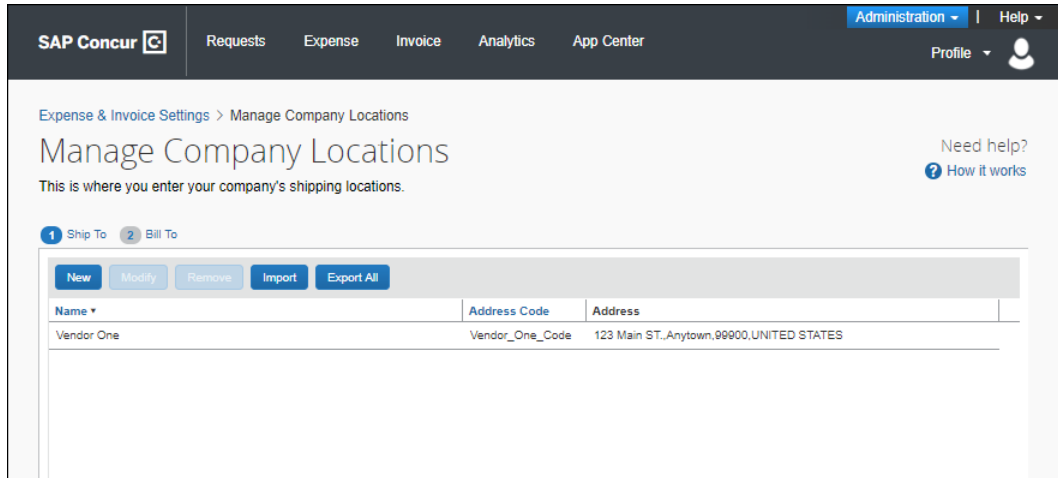 Administration | Help
SAP Concur C Requests Expense Invoice Analytics App Center
Profile
Expense & Invoice Settings > Manage Company Locations
Manage Company Locations
Need help?
? How it works
This is where you enter your company's shipping locations.
1 Ship To 2 Bill To
New Modify Remove Import Export All
Name Address Code Address
Vendor One Vendor_One_Code 123 Main ST.,Anytown,99900,UNITED STATES